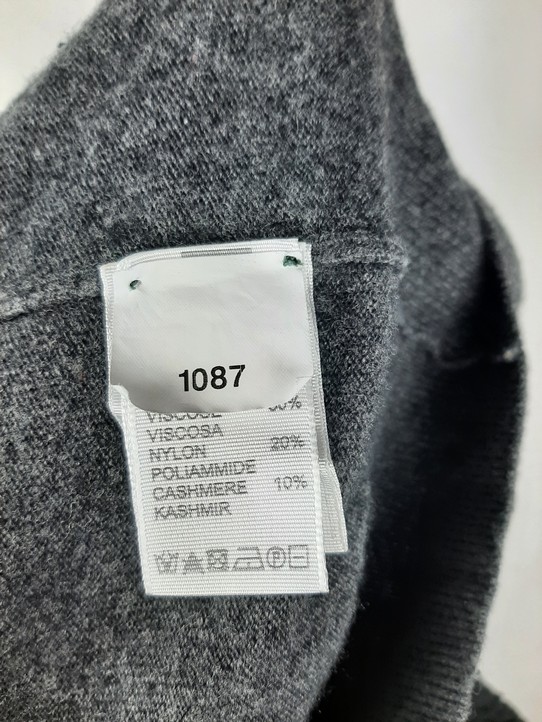 1087
VISCOSA
NYLON 20%
POLIAMMIDE
CASHMERE 10%
KASHMIR